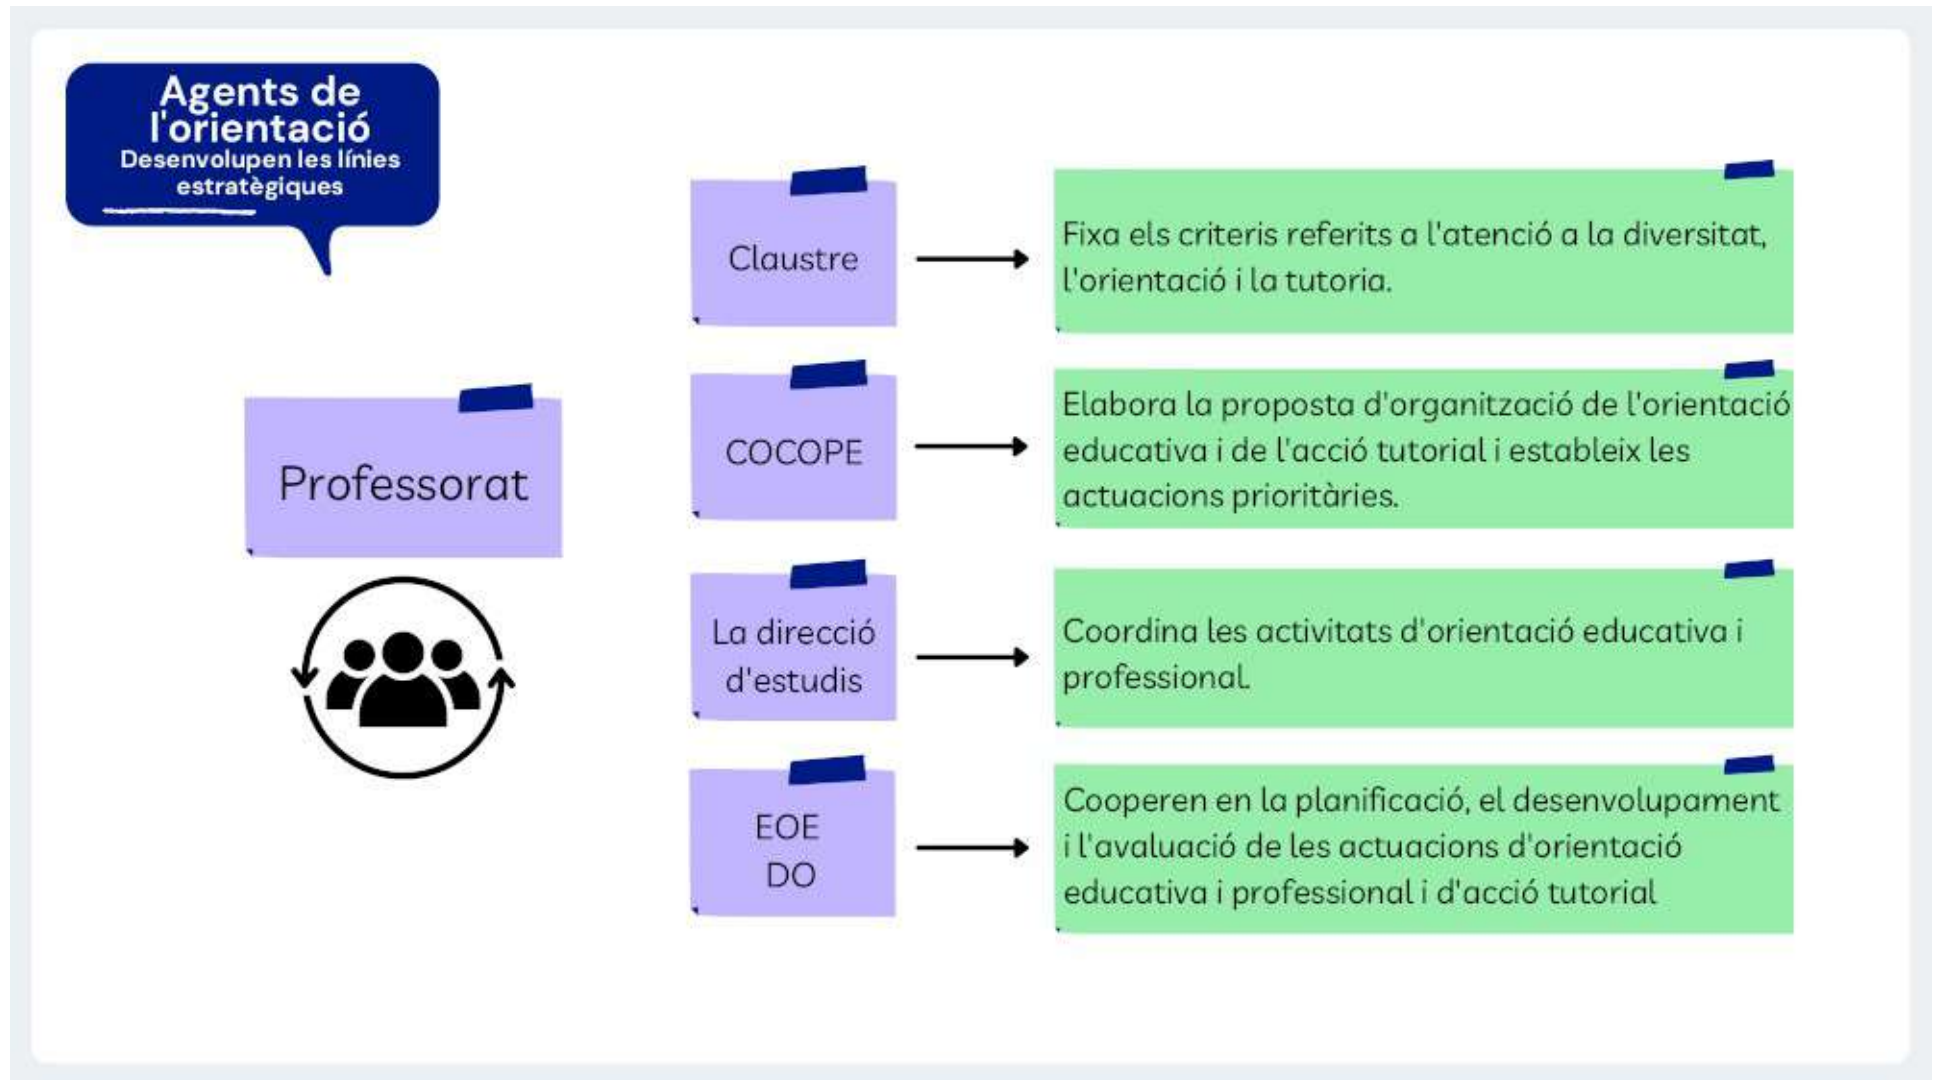 Agents de
l'orientació
Desenvolupen les línies
estratègiques
Professorat
Claustre
Fixa els criteris referits a l'atenció a la diversitat,
l'orientació i la tutoria.
COCOPE
Elabora la proposta d'organització de l'orientació
educativa i de l'acció tutorial i estableix les
actuacions prioritàries.
La direcció
d'estudis
Coordina les activitats d'orientació educativa i
professional.
EOE
DO
Cooperen en la planificació, el desenvolupament
i l'avaluació de les actuacions d'orientació
educativa i professional i d'acció tutorial